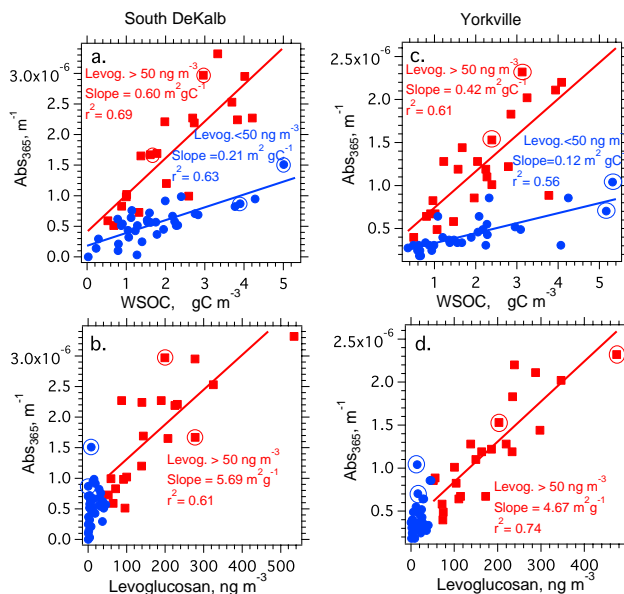 South DeKalb
Yorkville
a.
3.0x10⁻⁶
2.5
2.0
1.5
1.0
0.5
0.0
Abs₃₆₅, m⁻¹
Levog. > 50 ng m⁻³
Slope = 0.60 m² gC⁻¹
r² = 0.69
Levog.<50 ng m⁻³
Slope =0.21 m² gC⁻¹
r² = 0.63
0 1 2 3 4 5
WSOC, gC m⁻³
c.
2.5x10⁻⁶
2.0
1.5
1.0
0.5
Abs₃₆₅, m⁻¹
Levog. > 50 ng m⁻³
Slope = 0.42 m² gC⁻¹
r² = 0.61
Levog.<50 ng m
Slope=0.12 m² gC
r² = 0.56
1 2 3 4 5
WSOC, gC m⁻³
b.
3.0x10⁻⁶
2.5
2.0
1.5
1.0
0.5
0.0
Abs₃₆₅, m⁻¹
Levog. > 50 ng m⁻³
Slope = 5.69 m²g⁻¹
r² = 0.61
0 100 200 300 400 500
Levoglucosan, ng m⁻³
d.
2.5x10⁻⁶
2.0
1.5
1.0
0.5
Abs₃₆₅, m⁻¹
Levog. > 50 ng m⁻³
Slope = 4.67 m²g⁻¹
r² = 0.74
0 100 200 300 400
Levoglucosan, ng m⁻³